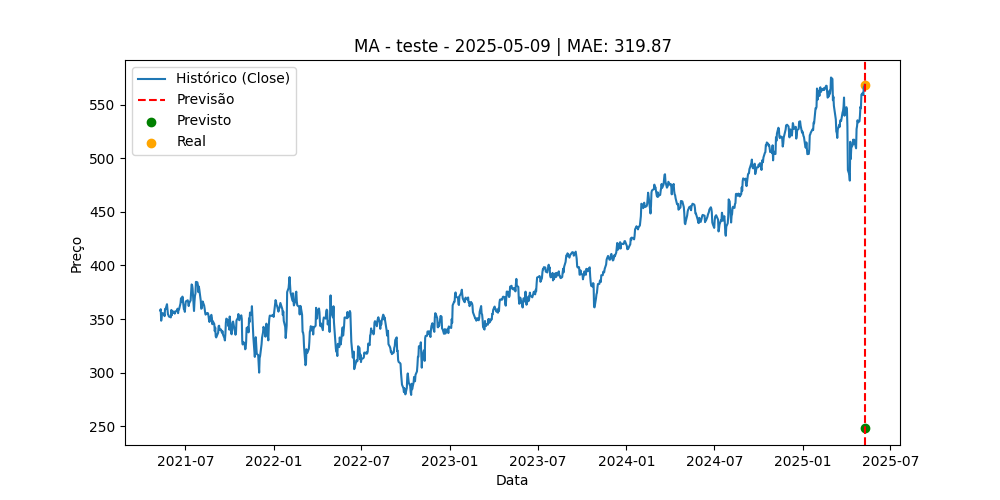 MA - teste - 2025-05-09 | MAE: 319.87
Histórico (Close)
Previsão
Previsto
Real
Preço
550
500
450
400
350
300
250
2021-07
2022-01
2022-07
2023-01
2023-07
2024-01
2024-07
2025-01
2025-07
Data